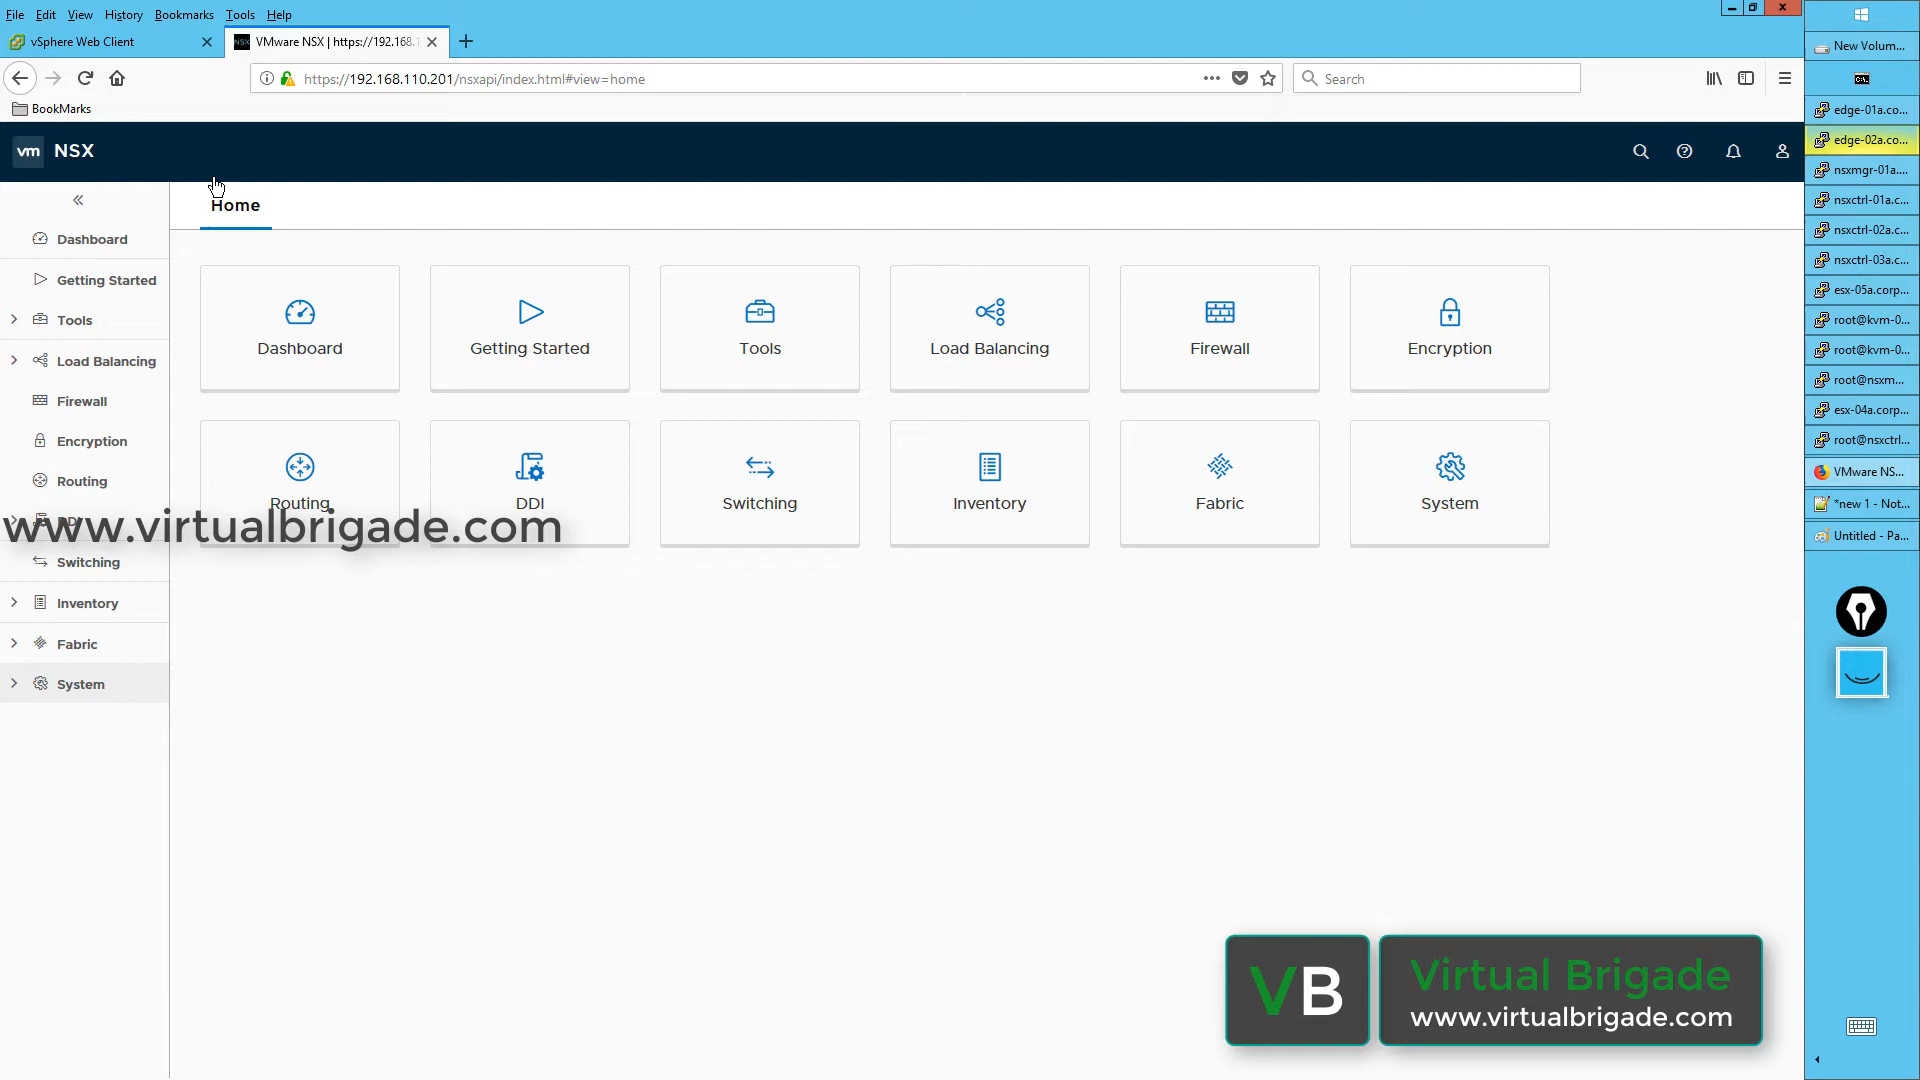 File Edit View History Bookmarks Tools Help
vSphere Web Client
VMware NSX | https://192.168.1
https://192.168.110.201/nsxapi/index.html#view=home
Search
BookMarks
vm NSX
Home
Dashboard
Getting Started
Tools
Load Balancing
Firewall
Encryption
Routing
Switching
Inventory
Fabric
System
Dashboard
Getting Started
Tools
Load Balancing
Firewall
Encryption
Routing
DDI
Switching
Inventory
Fabric
System
www.virtualbrigade.com
New Volum...
edge-01a.co...
edge-02a.co...
nsxmgr-01a....
nsxctrl-01a.c...
nsxctrl-02a.c...
nsxctrl-03a.c...
esx-05a.corp...
root@kvm-0...
root@kvm-0...
root@nsxm...
esx-04a.corp...
root@nsxctrl...
VMware NS...
*new 1 - Not...
Untitled - Pa...
VB
Virtual Brigade
www.virtualbrigade.com